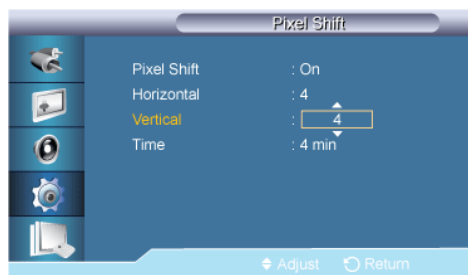 Pixel Shift
Pixel Shift : On
Horizontal : 4
Vertical : 4
Time : 4 min
Adjust Return